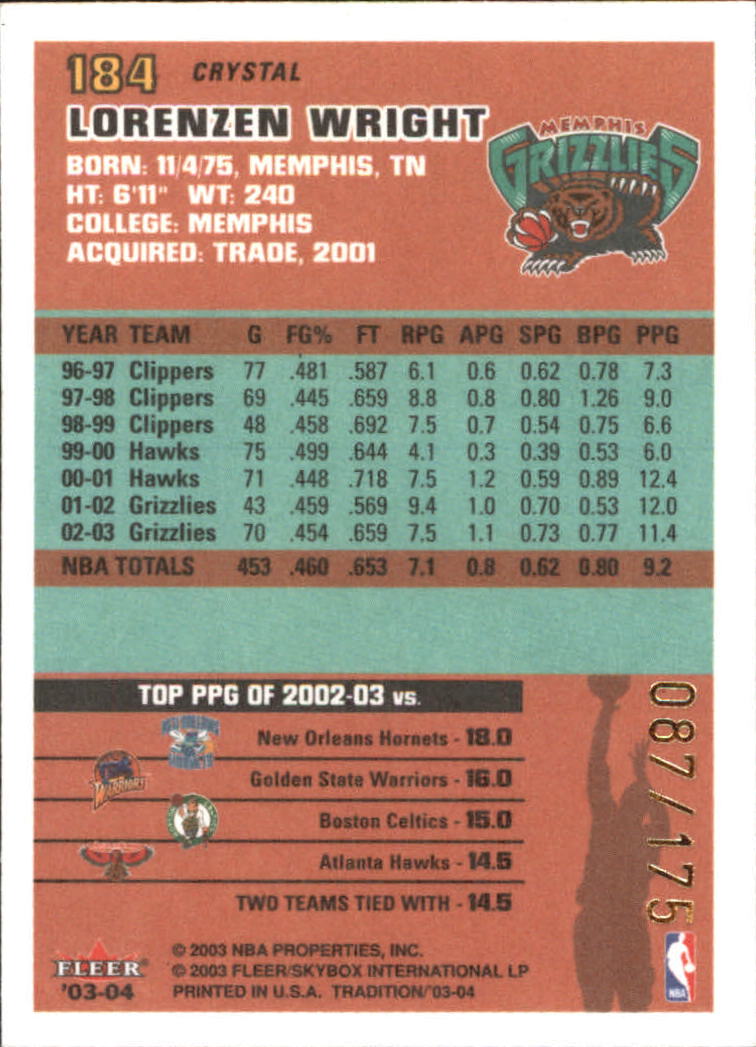 184 CRYSTAL
LORENZEN WRIGHT
BORN: 11/4/75, MEMPHIS, TN
HT: 6'11" WT: 240
COLLEGE: MEMPHIS
ACQUIRED: TRADE, 2001
MEMPHIS
GRIZZLIES
YEAR TEAM G FG% FT RPG APG SPG BPG PPG
96-97 Clippers 77 .481 .587 6.1 0.6 0.62 0.78 7.3
97-98 Clippers 69 .445 .659 8.8 0.8 0.80 1.26 9.0
98-99 Clippers 48 .458 .692 7.5 0.7 0.54 0.75 6.6
99-00 Hawks 75 .499 .644 4.1 0.3 0.39 0.53 6.0
00-01 Hawks 71 .448 .718 7.5 1.2 0.59 0.89 12.4
01-02 Grizzlies 43 .459 .569 9.4 1.0 0.70 0.53 12.0
02-03 Grizzlies 70 .454 .659 7.5 1.1 0.73 0.77 11.4
NBA TOTALS 453 .460 .653 7.1 0.8 0.62 0.80 9.2
TOP PPG OF 2002-03 vs.
New Orleans Hornets - 18.0
WARRIORS
Golden State Warriors - 16.0
Boston Celtics - 15.0
Atlanta Hawks - 14.5
TWO TEAMS TIED WITH - 14.5
087/175
FLEER
'03-04
© 2003 NBA PROPERTIES, INC.
© 2003 FLEER/SKYBOX INTERNATIONAL LP
PRINTED IN U.S.A. TRADITION/'03-04
NBA